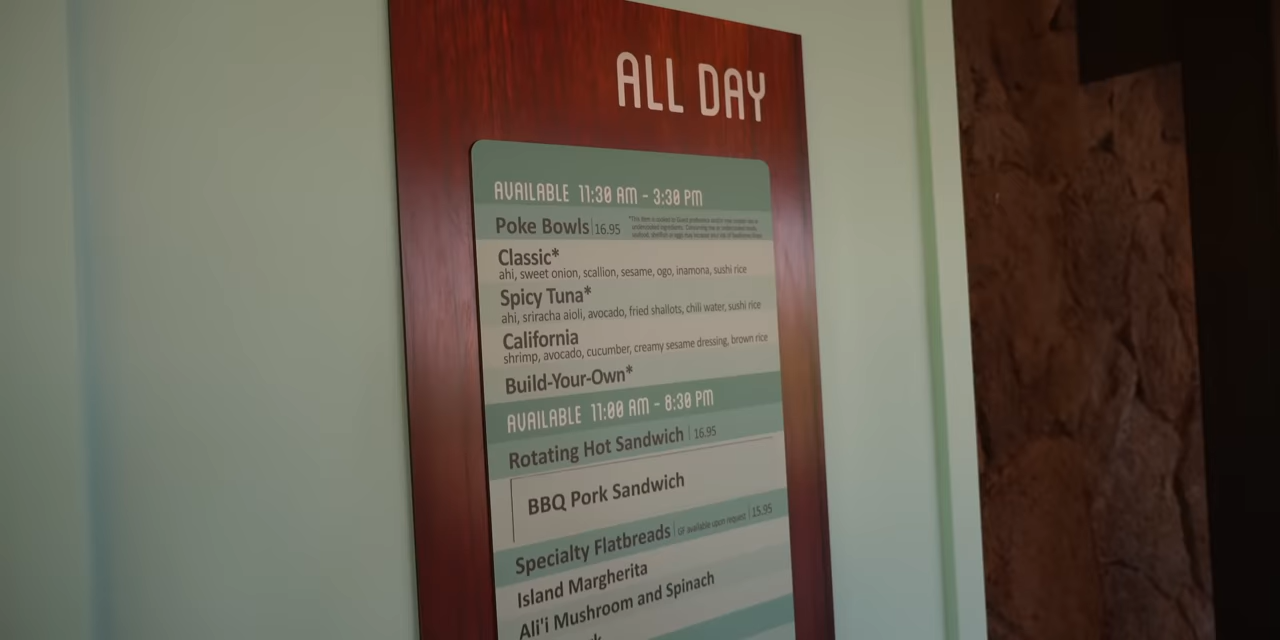 ALL DAY
AVAILABLE 11:30 AM - 3:30 PM
Poke Bowls | 16.95
Classic*
ahi, sweet onion, scallion, sesame, ogo, inamona, sushi rice
Spicy Tuna*
ahi, sriracha aioli, avocado, fried shallots, chili water, sushi rice
California
shrimp, avocado, cucumber, creamy sesame dressing, brown rice
Build-Your-Own*
AVAILABLE 11:00 AM - 8:30 PM
Rotating Hot Sandwich | 16.95
BBQ Pork Sandwich
Specialty Flatbreads | GF available upon request | 15.95
Island Margherita
Ali'i Mushroom and Spinach